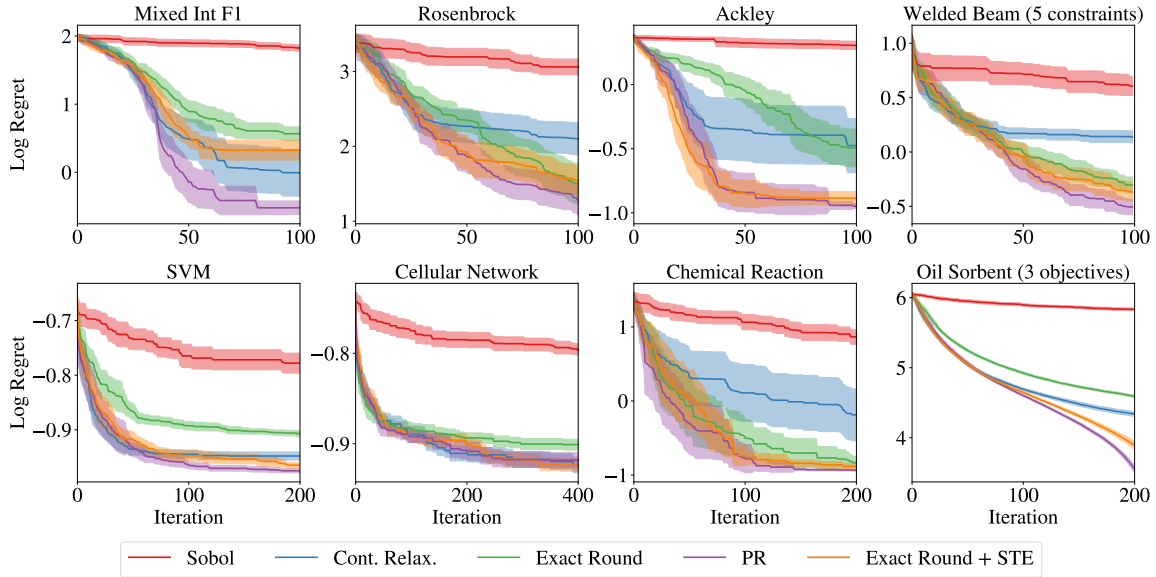 Mixed Int F1
Rosenbrock
Ackley
Welded Beam (5 constraints)
Log Regret
2
1
0
0
50
100
3
2
1
0
50
100
0.0
−0.5
−1.0
0
50
100
1.0
0.5
0.0
−0.5
0
50
100
SVM
Cellular Network
Chemical Reaction
Oil Sorbent (3 objectives)
Log Regret
−0.7
−0.8
−0.9
0
100
200
−0.8
−0.9
0
200
400
1
0
−1
0
100
200
6
5
4
0
100
200
Iteration
Iteration
Iteration
Iteration
Sobol
Cont. Relax.
Exact Round
PR
Exact Round + STE